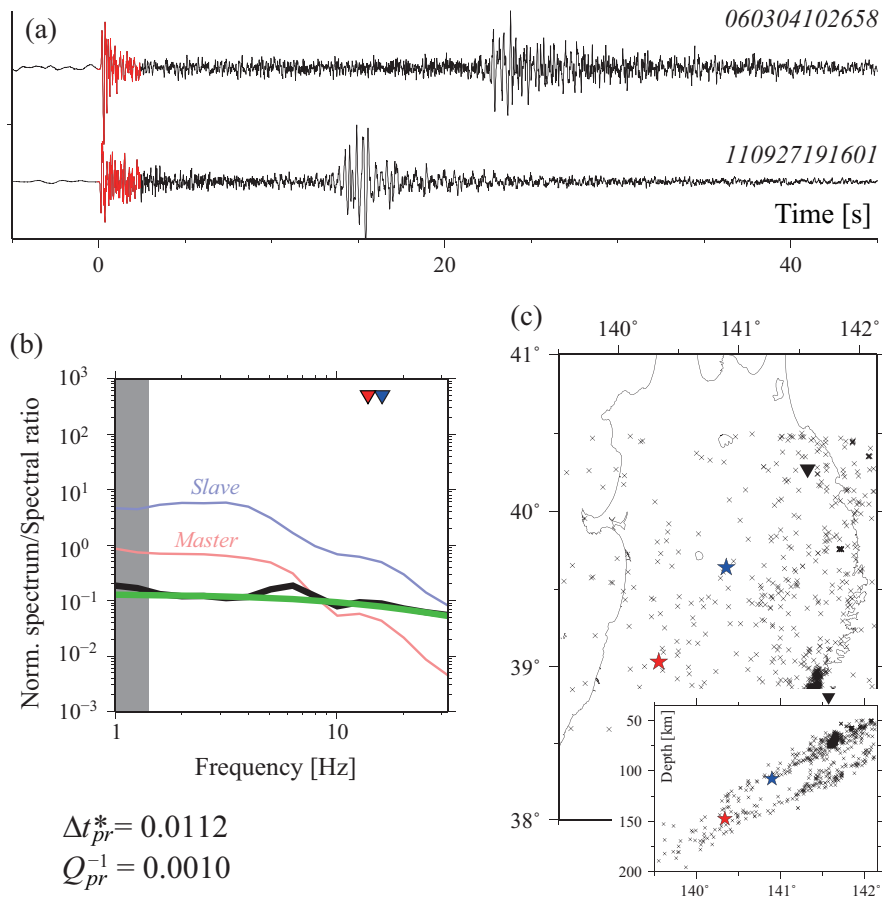 (a)
060304102658
110927191601
Time [s]
0 20 40
(b)
10³
10²
10¹
10⁰
10⁻¹
10⁻²
10⁻³
Norm. spectrum/Spectral ratio
Slave
Master
1 10
Frequency [Hz]
Δt*pr = 0.0112
Q⁻¹pr = 0.0010
(c)
140˚ 141˚ 142˚
41˚
40˚
39˚
38˚
Depth [km]
50
100
150
200
140˚ 141˚ 142˚